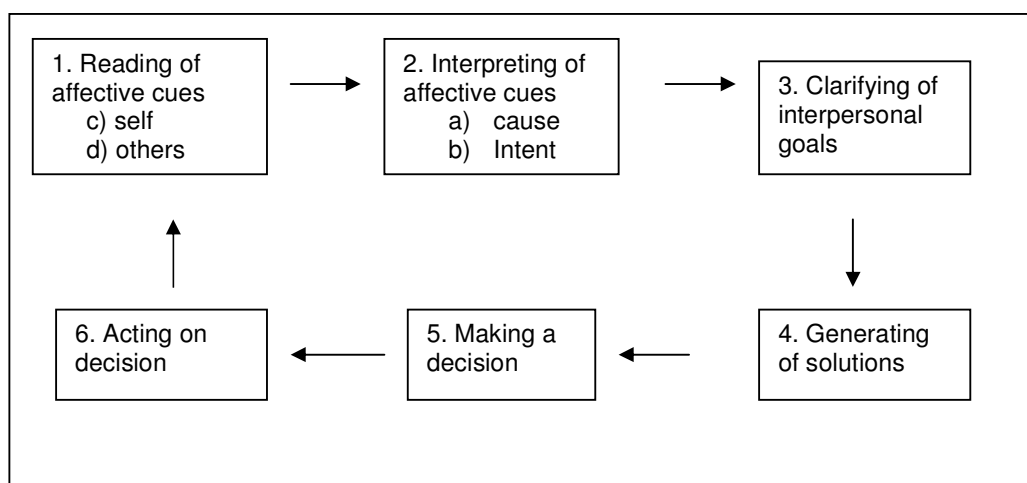 1. Reading of
affective cues
c) self
d) others
2. Interpreting of
affective cues
a) cause
b) Intent
3. Clarifying of
interpersonal
goals
4. Generating
of solutions
5. Making a
decision
6. Acting on
decision